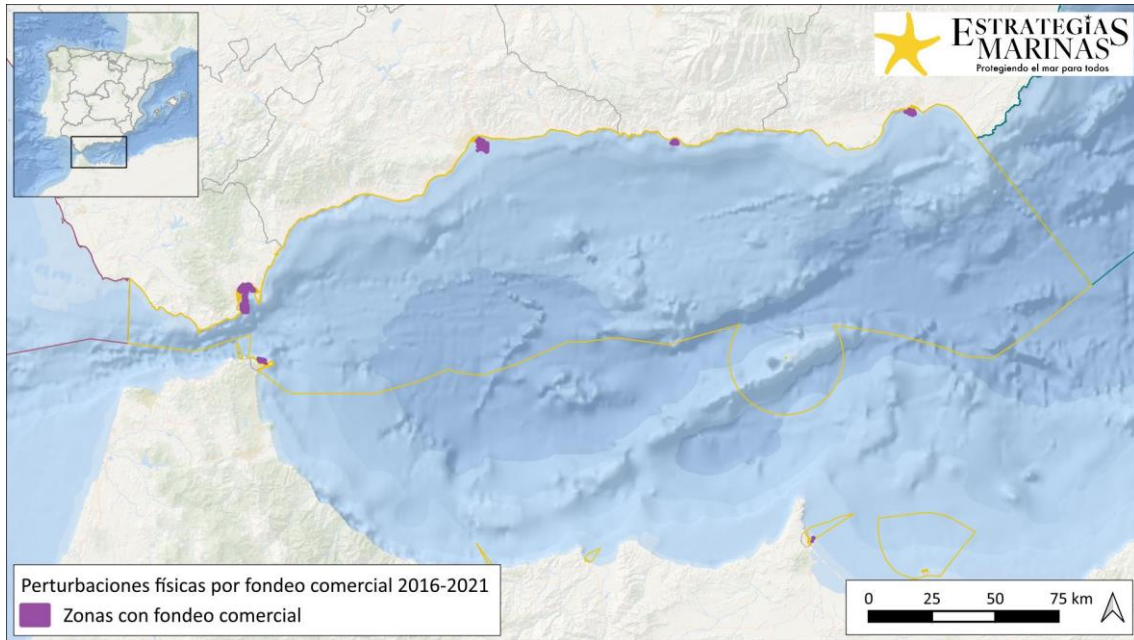 ESTRATEGIAS
MARINAS
Protegiendo el mar para todos
Perturbaciones físicas por fondeo comercial 2016-2021
Zonas con fondeo comercial
0 25 50 75 km